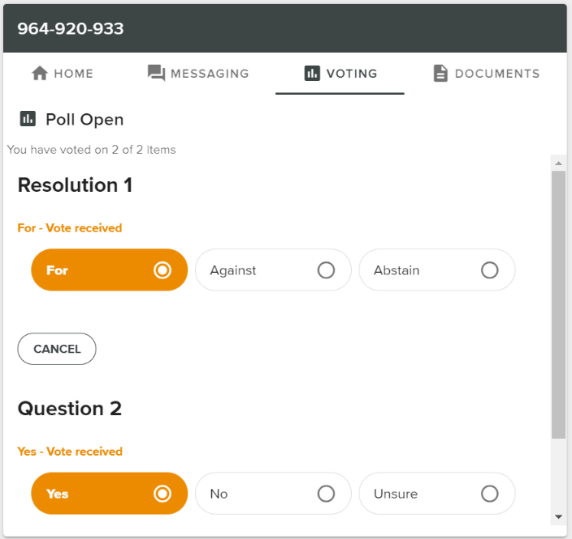 964-920-933
HOME MESSAGING VOTING DOCUMENTS
Poll Open
You have voted on 2 of 2 Items
Resolution 1
For - Vote received
For Against Abstain
CANCEL
Question 2
Yes - Vote received
Yes No Unsure